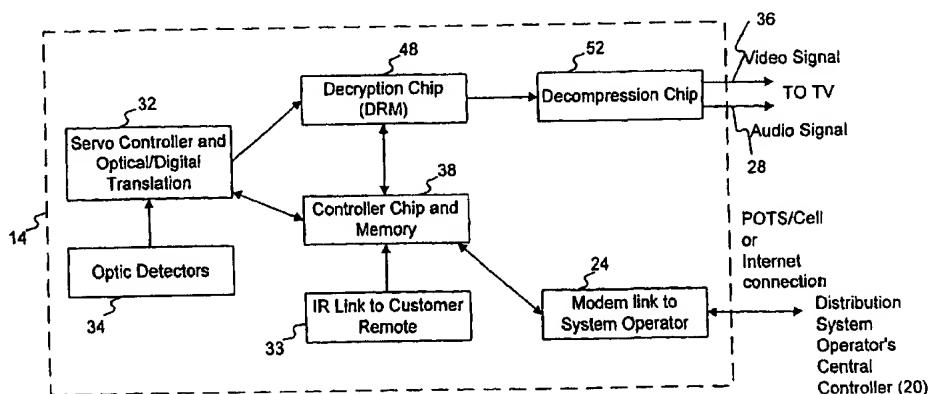 36
48
52
Video Signal
Decryption Chip
(DRM)
Decompression Chip
TO TV
32
Servo Controller and
Optical/Digital
Translation
Audio Signal
28
38
Controller Chip and
Memory
14
POTS/Cell
or
Internet
connection
Optic Detectors
34
24
IR Link to Customer
Remote
33
Modem link to
System Operator
Distribution
System
Operator's
Central
Controller (20)